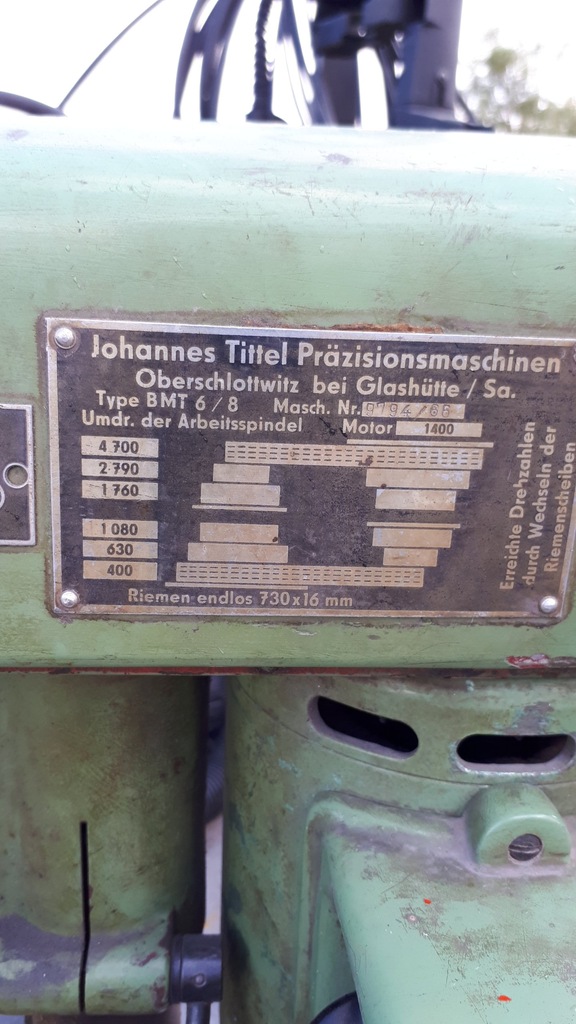 Johannes Tittel Präzisionsmaschinen
Oberschlottwitz bei Glashütte / Sa.
Type BMT 6 / 8 Masch. Nr. 9794/66
Umdr. der Arbeitsspindel Motor 1400
4 700
2 790
1 760
1 080
630
400
Riemen endlos 730x16 mm
Erreichte Drehzahlen
durch Wechseln der
Riemenscheiben